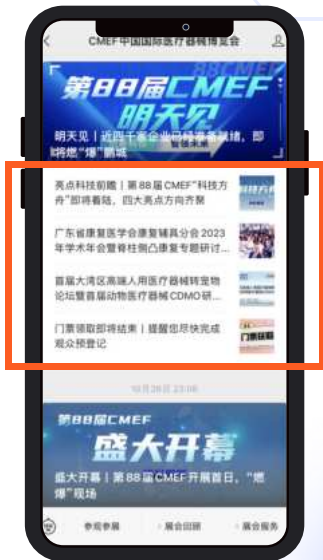 CMEF中国国际医疗器械博览会
88CMEF
第88届CMEF
明天见
明天见丨近四千家企业已经准备就绪，即
将燃“爆”鹏城
亮点科技前瞻丨第88届CMEF“科技方
舟”即将着陆，四大亮点方向齐聚
广东省康复医学会康复辅具分会2023
年学术年会暨脊柱侧凸康复专题研讨...
首届大湾区高端人用医疗器械转宠物
论坛暨首届动物医疗器械CDMO研...
门票领取即将结束丨提醒您尽快完成
观众预登记
10月28日 23:08
第88届CMEF
盛大开幕
盛大开幕丨第88届CMEF开展首日，“燃
爆”现场
参观参展
展会回顾
展会服务